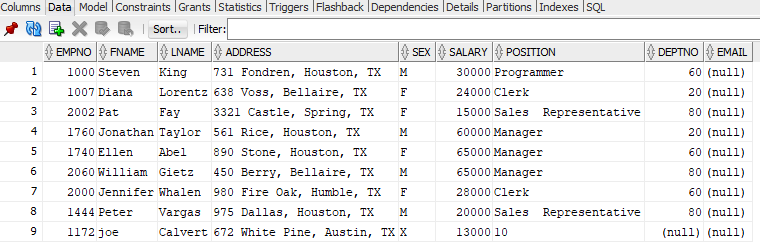 Columns Data Model Constraints Grants Statistics Triggers Flashback Dependencies Details Partitions Indexes SQL
Sort.. Filter:
EMPNO FNAME LNAME ADDRESS SEX SALARY POSITION DEPTNO EMAIL
1 1000 Steven King 731 Fondren, Houston, TX M 30000 Programmer 60 (null)
2 1007 Diana Lorentz 638 Voss, Bellaire, TX F 24000 Clerk 20 (null)
3 2002 Pat Fay 3321 Castle, Spring, TX F 15000 Sales Representative 80 (null)
4 1760 Jonathan Taylor 561 Rice, Houston, TX M 60000 Manager 20 (null)
5 1740 Ellen Abel 890 Stone, Houston, TX F 65000 Manager 60 (null)
6 2060 William Gietz 450 Berry, Bellaire, TX M 65000 Manager 80 (null)
7 2000 Jennifer Whalen 980 Fire Oak, Humble, TX F 28000 Clerk 60 (null)
8 1444 Peter Vargas 975 Dallas, Houston, TX M 20000 Sales Representative 80 (null)
9 1172 joe Calvert 672 White Pine, Austin, TX X 13000 10 (null) (null)